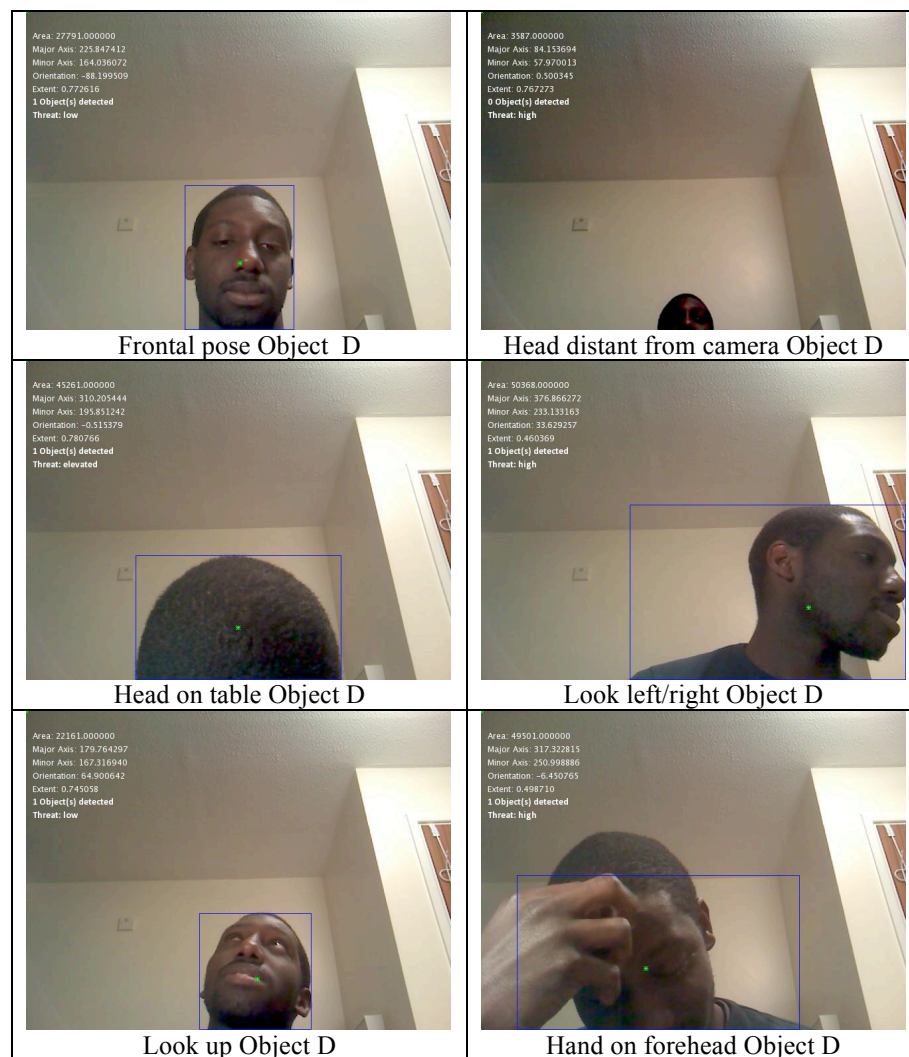 Area: 27791.000000
Major Axis: 225.847412
Minor Axis: 164.036072
Orientation: -88.199509
Extent: 0.772616
1 Object(s) detected
Threat: low
Frontal pose Object D
Area: 3587.000000
Major Axis: 84.153694
Minor Axis: 57.970013
Orientation: 0.500345
Extent: 0.767273
0 Object(s) detected
Threat: high
Head distant from camera Object D
Area: 45261.000000
Major Axis: 310.205444
Minor Axis: 195.851242
Orientation: -0.515379
Extent: 0.780766
1 Object(s) detected
Threat: elevated
Head on table Object D
Area: 50368.000000
Major Axis: 376.866272
Minor Axis: 233.133163
Orientation: 33.629257
Extent: 0.460369
1 Object(s) detected
Threat: high
Look left/right Object D
Area: 22161.000000
Major Axis: 179.764297
Minor Axis: 167.316940
Orientation: 64.900642
Extent: 0.745058
1 Object(s) detected
Threat: low
Look up Object D
Area: 49501.000000
Major Axis: 317.322815
Minor Axis: 250.998886
Orientation: -6.450765
Extent: 0.498710
1 Object(s) detected
Threat: high
Hand on forehead Object D